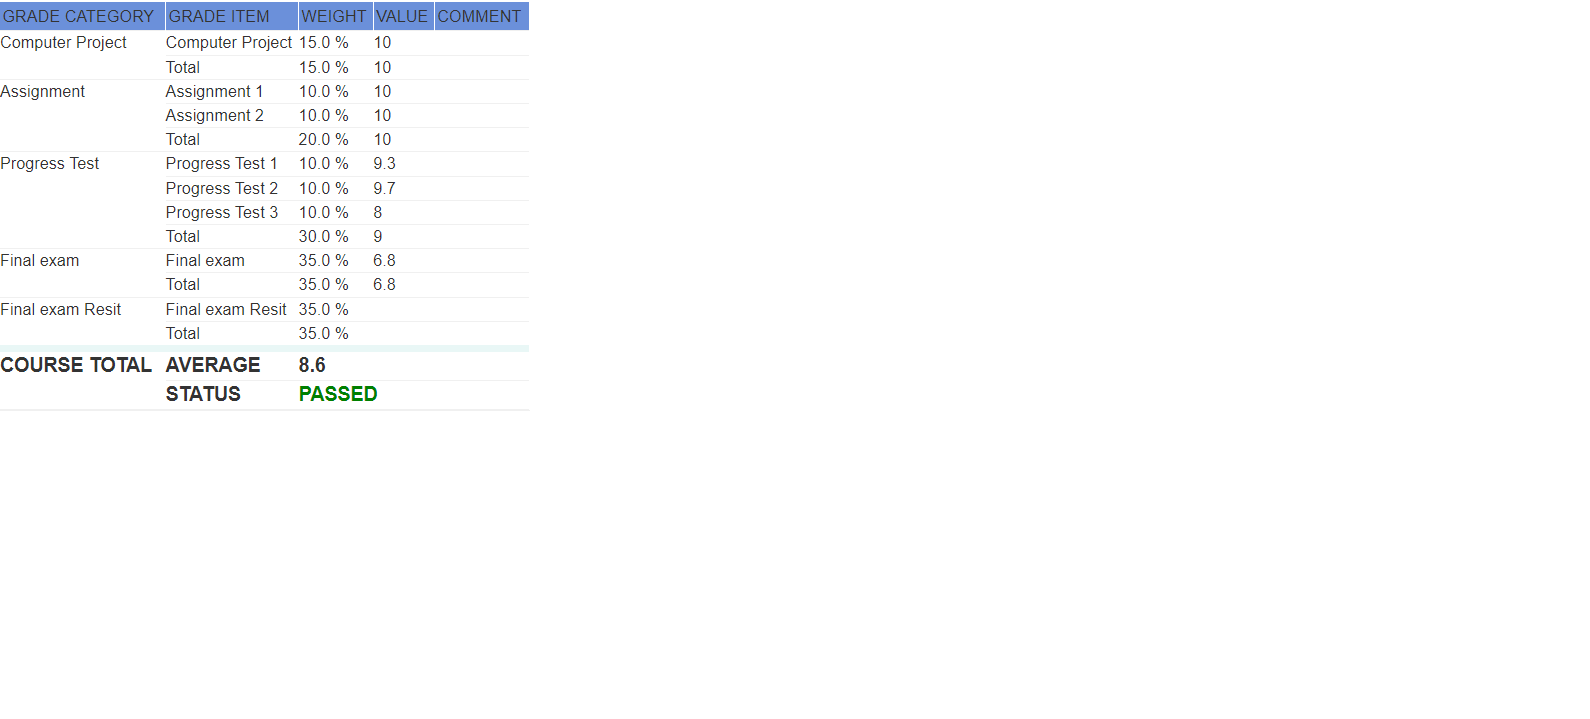 GRADE CATEGORY GRADE ITEM WEIGHT VALUE COMMENT
Computer Project Computer Project 15.0 % 10
Total 15.0 % 10
Assignment Assignment 1 10.0 % 10
Assignment 2 10.0 % 10
Total 20.0 % 10
Progress Test Progress Test 1 10.0 % 9.3
Progress Test 2 10.0 % 9.7
Progress Test 3 10.0 % 8
Total 30.0 % 9
Final exam Final exam 35.0 % 6.8
Total 35.0 % 6.8
Final exam Resit Final exam Resit 35.0 %
Total 35.0 %
COURSE TOTAL AVERAGE 8.6
STATUS PASSED